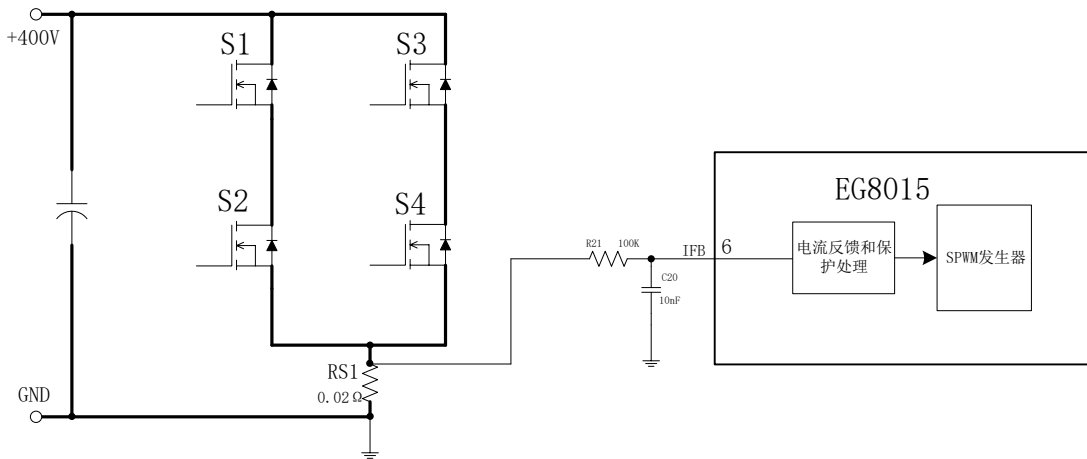 +400V
S1
S3
S2
S4
EG8015
R21
100K
IFB
6
C20
10nF
电流反馈和保
护处理
SPWM发生器
RS1
0.02Ω
GND